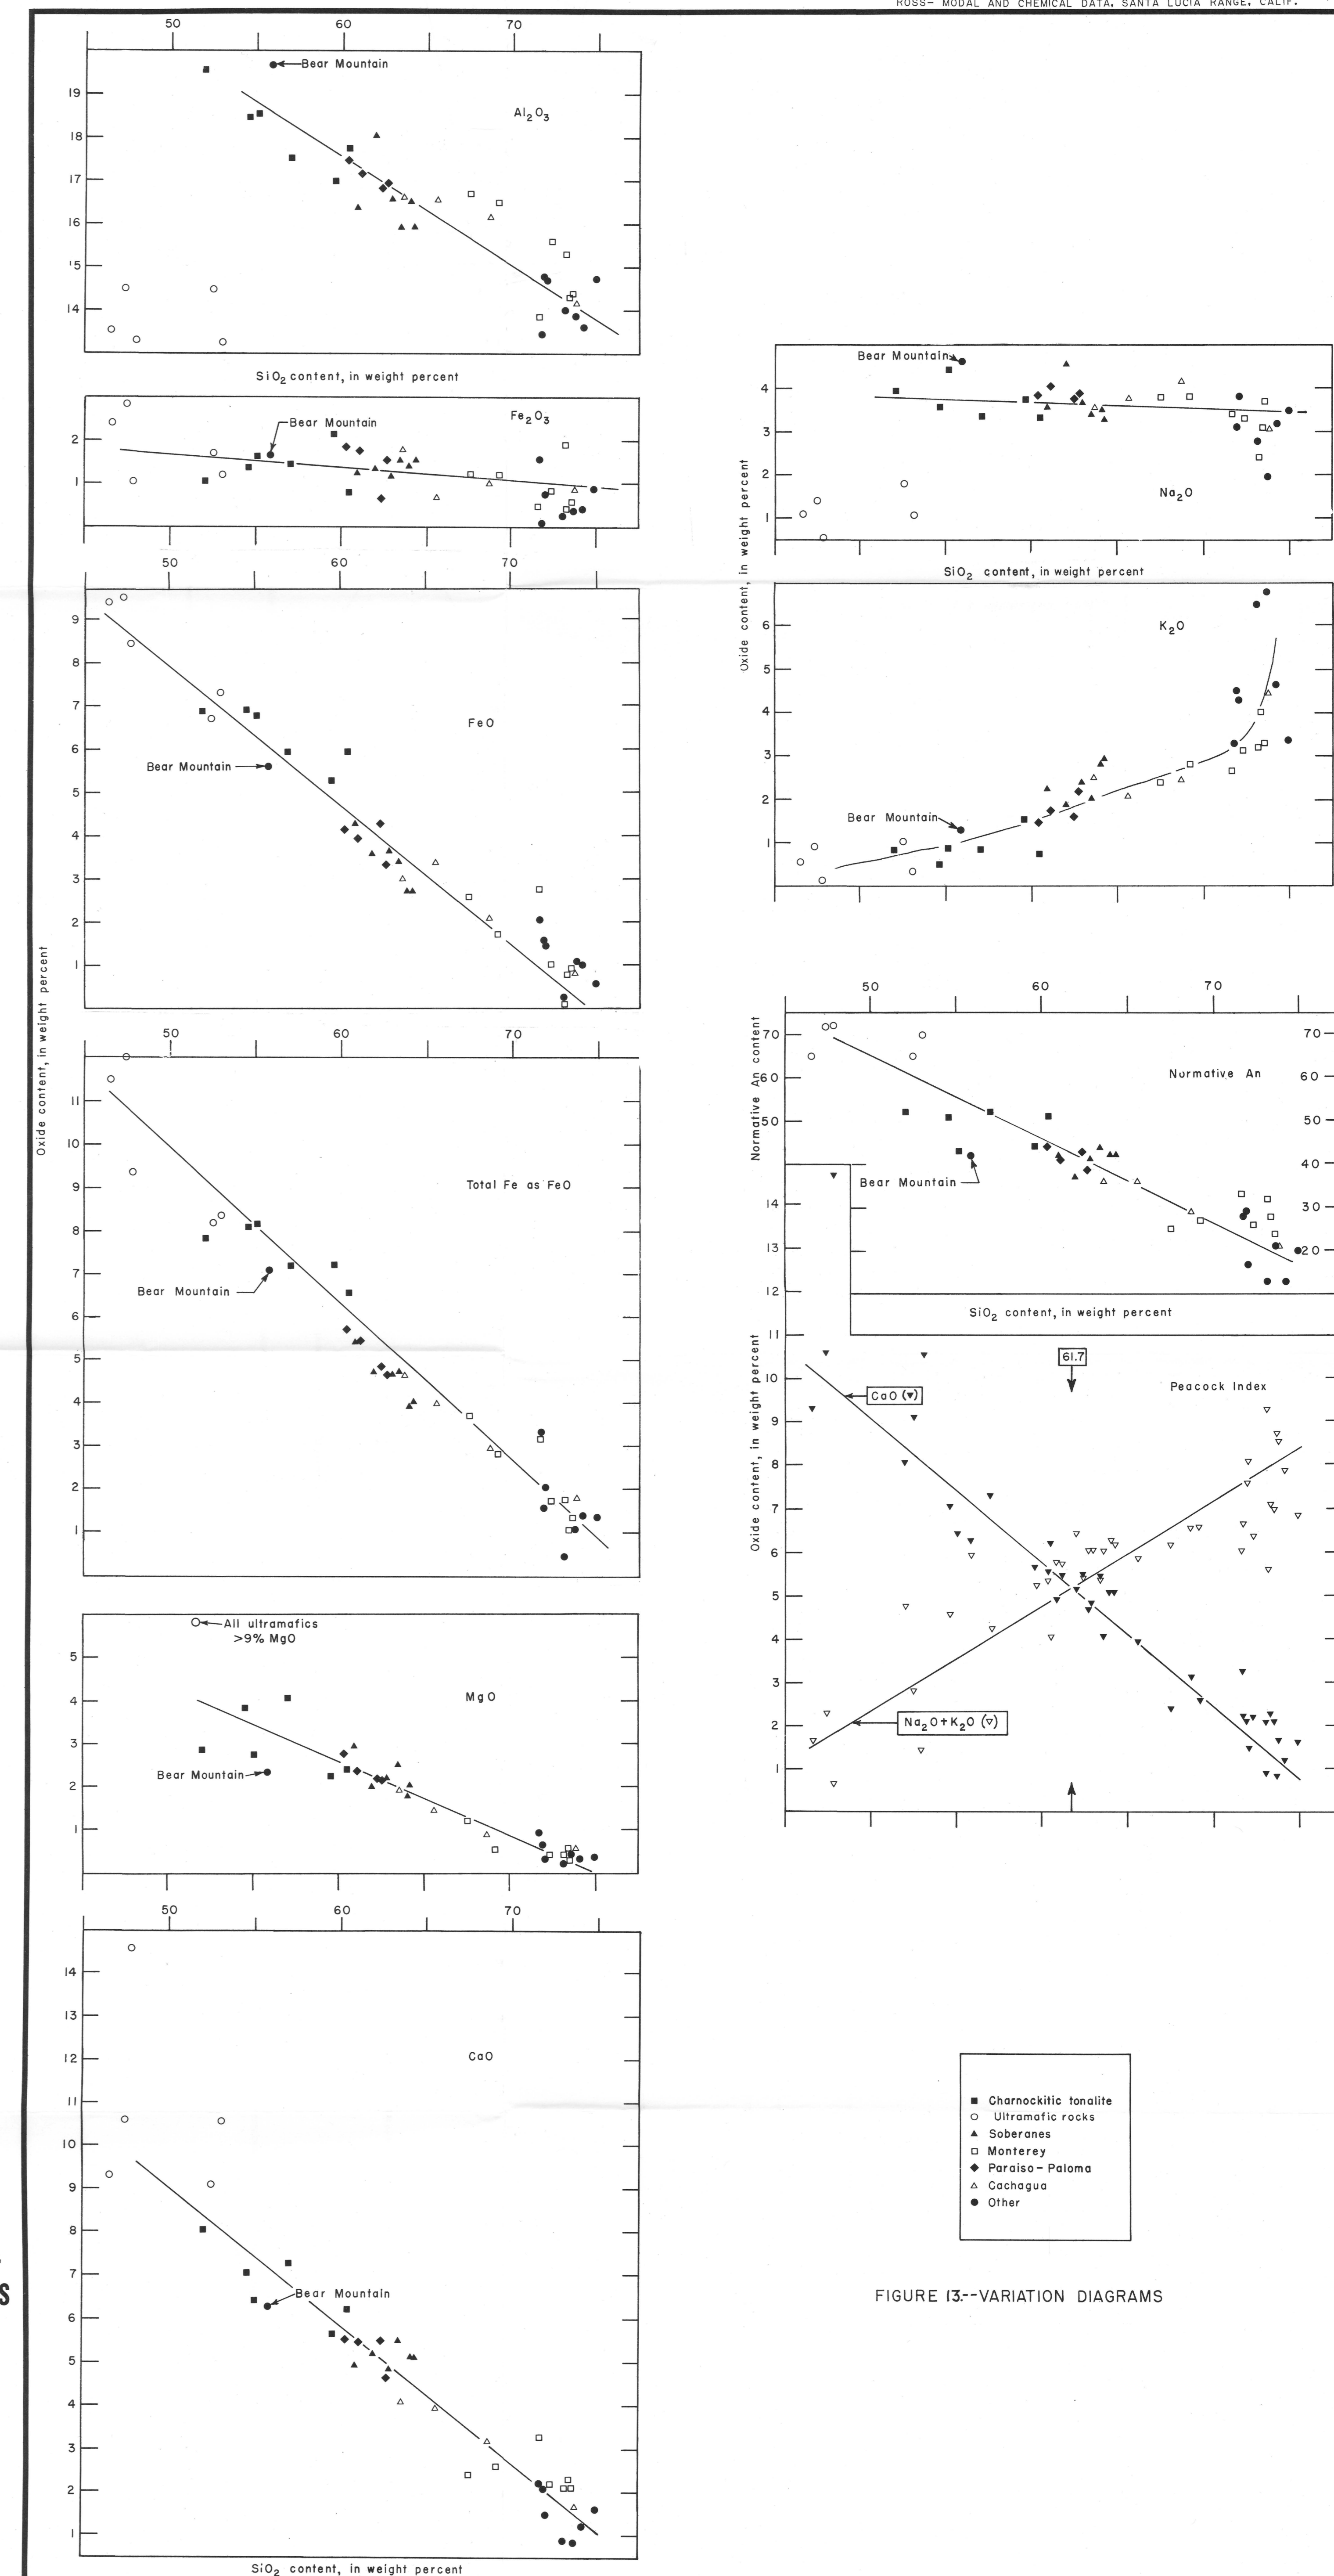 ROSS- MODAL AND CHEMICAL DATA, SANTA LUCIA RANGE, CALIF.
50 60 70
Bear Mountain
Al2O3
19
18
17
16
15
14
SiO2 content, in weight percent
Fe2O3
Bear Mountain
2
1
50 60 70
9
8
7
FeO
6
Bear Mountain
5
4
3
2
1
Oxide content, in weight percent
50 60 70
11
10
9
Total Fe as FeO
8
7
Bear Mountain
6
5
4
3
2
1
All ultramafics
>9% MgO
5
4
MgO
3
Bear Mountain
2
1
50 60 70
14
13
12
CaO
11
10
9
8
7
Bear Mountain
6
5
4
3
2
1
SiO2 content, in weight percent
Bear Mountain
4
3
2
Na2O
1
SiO2 content, in weight percent
Oxide content, in weight percent
K2O
6
5
4
3
2
Bear Mountain
1
50 60 70
Normative An content
70 70
60 Normative An 60
50 50
40
Bear Mountain
14 30
13 20
12
SiO2 content, in weight percent
11
61.7
10
Peacock Index
CaO (▼)
Oxide content, in weight percent
9
8
7
6
5
4
3
2
Na2O+K2O (▽)
1
■ Charnockitic tonalite
○ Ultramafic rocks
▲ Soberanes
□ Monterey
◆ Paraiso-Paloma
△ Cachagua
● Other
S
FIGURE 13.--VARIATION DIAGRAMS